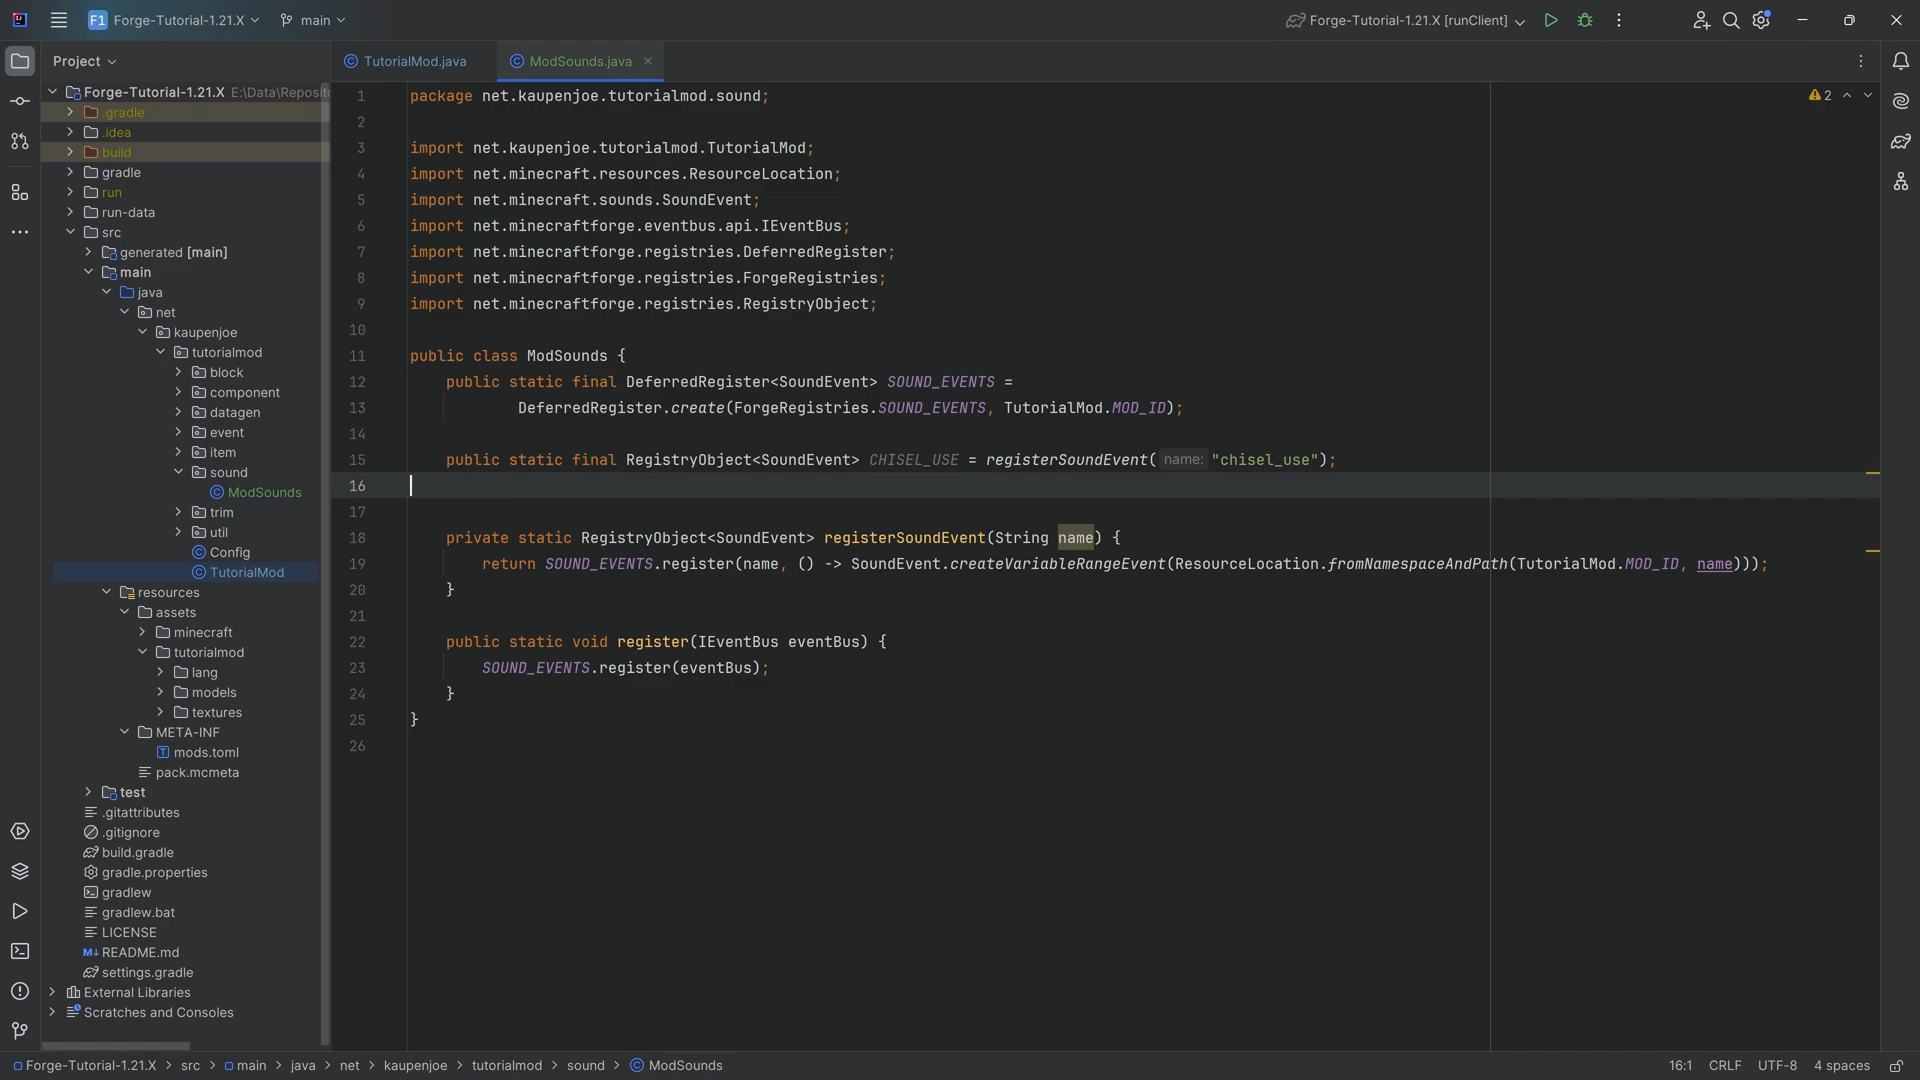 F1 Forge-Tutorial-1.21.X main
Forge-Tutorial-1.21.X [runClient]
Project
TutorialMod.java
ModSounds.java
Forge-Tutorial-1.21.X E:\Data\Reposit
.gradle
.idea
build
gradle
run
run-data
src
generated [main]
main
java
net
kaupenjoe
tutorialmod
block
component
datagen
event
item
sound
ModSounds
trim
util
Config
TutorialMod
resources
assets
minecraft
tutorialmod
lang
models
textures
META-INF
mods.toml
pack.mcmeta
test
.gitattributes
.gitignore
build.gradle
gradle.properties
gradlew
gradlew.bat
LICENSE
README.md
settings.gradle
External Libraries
Scratches and Consoles
2
1 package net.kaupenjoe.tutorialmod.sound;
2
3 import net.kaupenjoe.tutorialmod.TutorialMod;
4 import net.minecraft.resources.ResourceLocation;
5 import net.minecraft.sounds.SoundEvent;
6 import net.minecraftforge.eventbus.api.IEventBus;
7 import net.minecraftforge.registries.DeferredRegister;
8 import net.minecraftforge.registries.ForgeRegistries;
9 import net.minecraftforge.registries.RegistryObject;
10
11 public class ModSounds {
12 public static final DeferredRegister<SoundEvent> SOUND_EVENTS =
13 DeferredRegister.create(ForgeRegistries.SOUND_EVENTS, TutorialMod.MOD_ID);
14
15 public static final RegistryObject<SoundEvent> CHISEL_USE = registerSoundEvent( name: "chisel_use");
16
17
18 private static RegistryObject<SoundEvent> registerSoundEvent(String name) {
19 return SOUND_EVENTS.register(name, () -> SoundEvent.createVariableRangeEvent(ResourceLocation.fromNamespaceAndPath(TutorialMod.MOD_ID, name)));
20 }
21
22 public static void register(IEventBus eventBus) {
23 SOUND_EVENTS.register(eventBus);
24 }
25 }
26
Forge-Tutorial-1.21.X > src > main > java > net > kaupenjoe > tutorialmod > sound > ModSounds
16:1 CRLF UTF-8 4 spaces